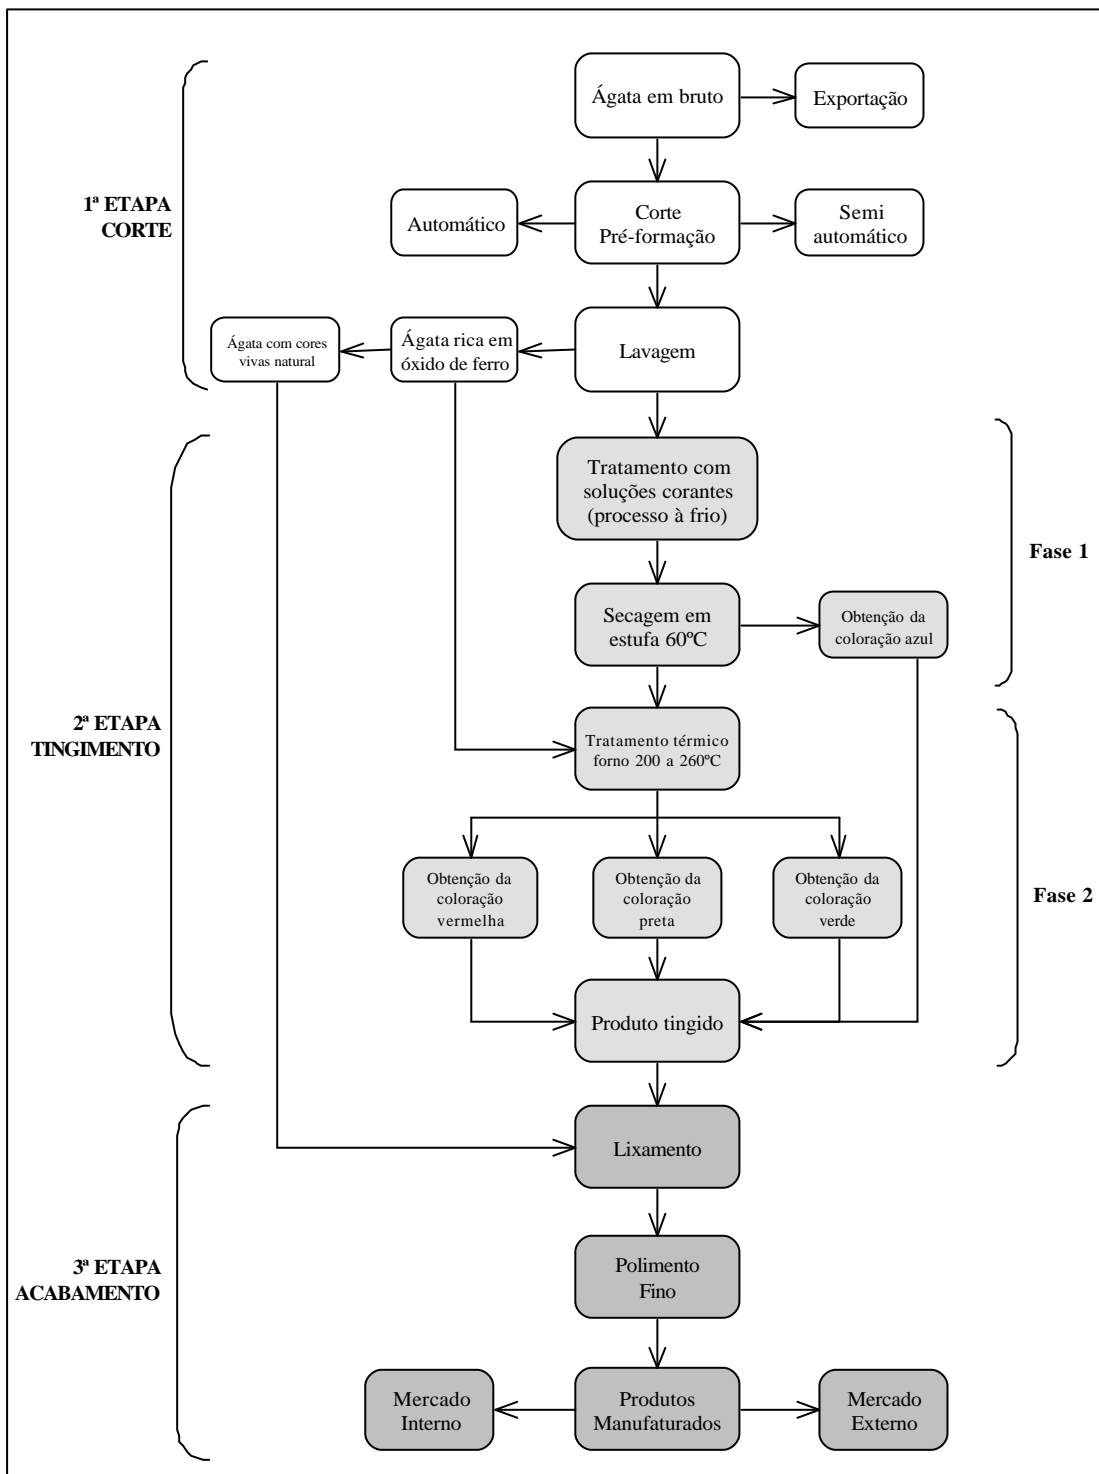 Ágata em bruto
Exportação
1ª ETAPA
CORTE
Automático
Corte
Pré-formação
Semi
automático
Ágata com cores
vivas natural
Ágata rica em
óxido de ferro
Lavagem
Tratamento com
soluções corantes
(processo à frio)
Fase 1
Secagem em
estufa 60ºC
Obtenção da
coloração azul
2ª ETAPA
TINGIMENTO
Tratamento térmico
forno 200 a 260ºC
Obtenção da
coloração
vermelha
Obtenção da
coloração
preta
Obtenção da
coloração
verde
Fase 2
Produto tingido
Lixamento
3ª ETAPA
ACABAMENTO
Polimento
Fino
Mercado
Interno
Produtos
Manufaturados
Mercado
Externo